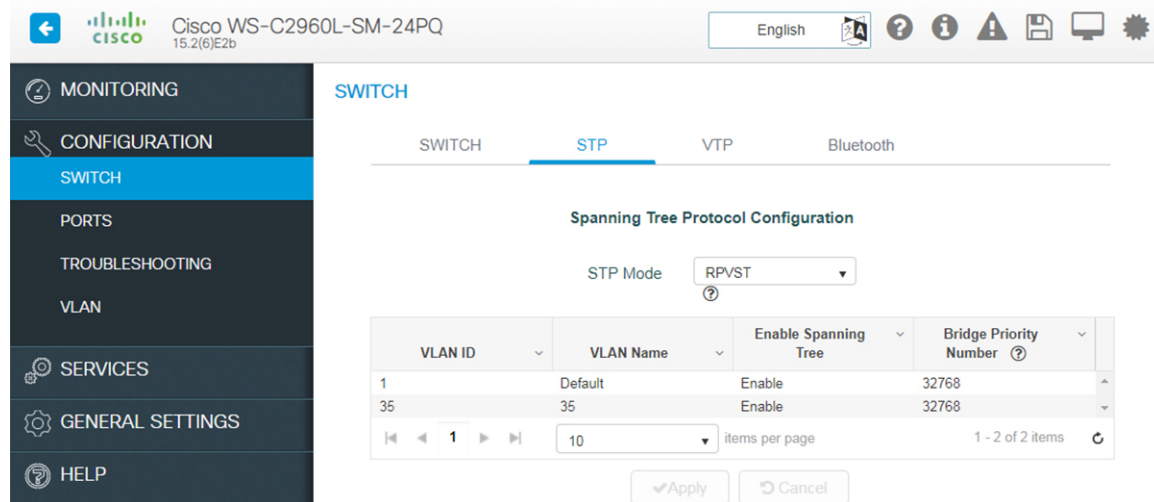 CISCO
Cisco WS-C2960L-SM-24PQ
15.2(6)E2b
English
MONITORING
CONFIGURATION
SWITCH
PORTS
TROUBLESHOOTING
VLAN
SERVICES
GENERAL SETTINGS
HELP
SWITCH
SWITCH STP VTP Bluetooth
Spanning Tree Protocol Configuration
STP Mode RPVST
VLAN ID VLAN Name Enable Spanning Tree Bridge Priority Number
1 Default Enable 32768
35 35 Enable 32768
1 10 items per page 1 - 2 of 2 items
Apply Cancel